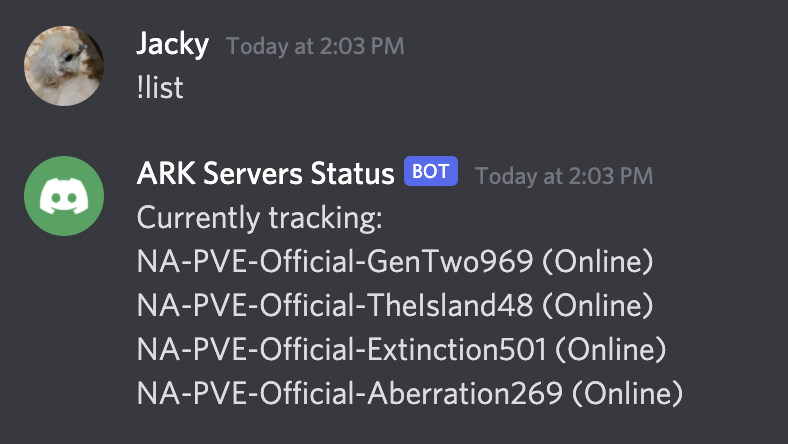 Jacky Today at 2:03 PM
!list
ARK Servers Status BOT Today at 2:03 PM
Currently tracking:
NA-PVE-Official-GenTwo969 (Online)
NA-PVE-Official-TheIsland48 (Online)
NA-PVE-Official-Extinction501 (Online)
NA-PVE-Official-Aberration269 (Online)